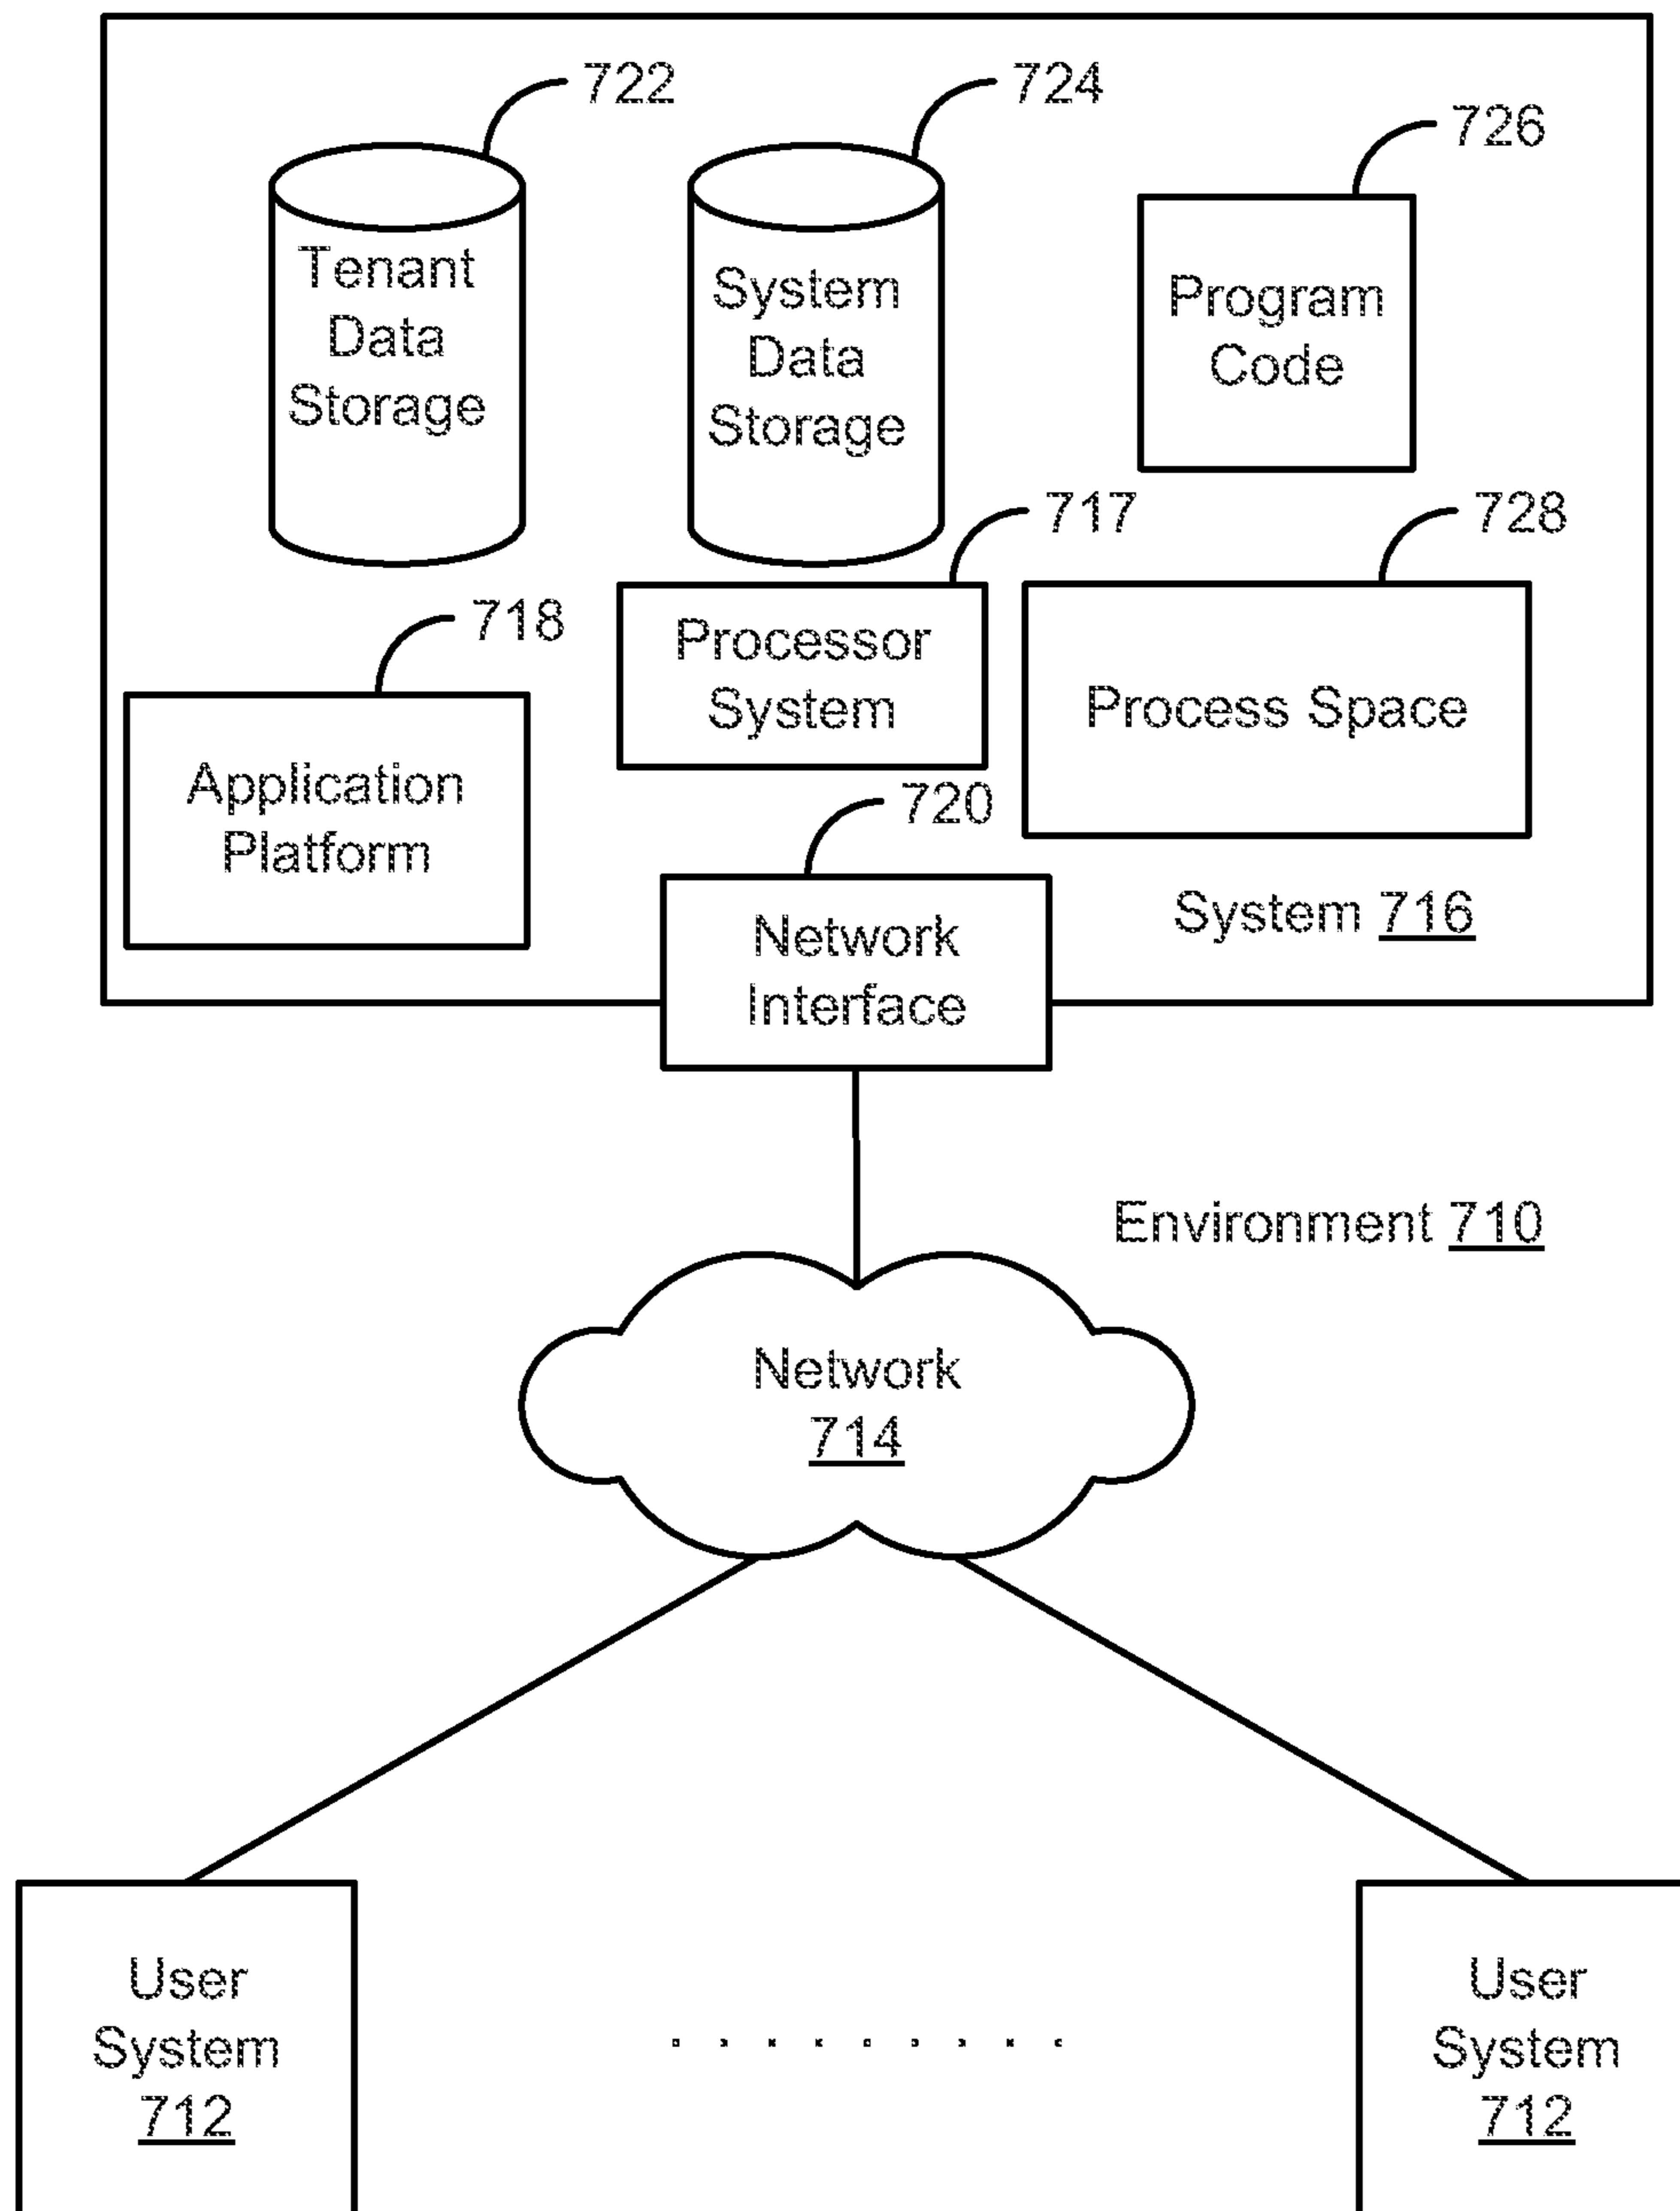 722
724
726
Tenant
Data
Storage
System
Data
Storage
Program
Code
717
728
718
Processor
System
Process Space
Application
Platform
720
Network
Interface
System 716
Environment 710
Network
714
User
System
712
User
System
712